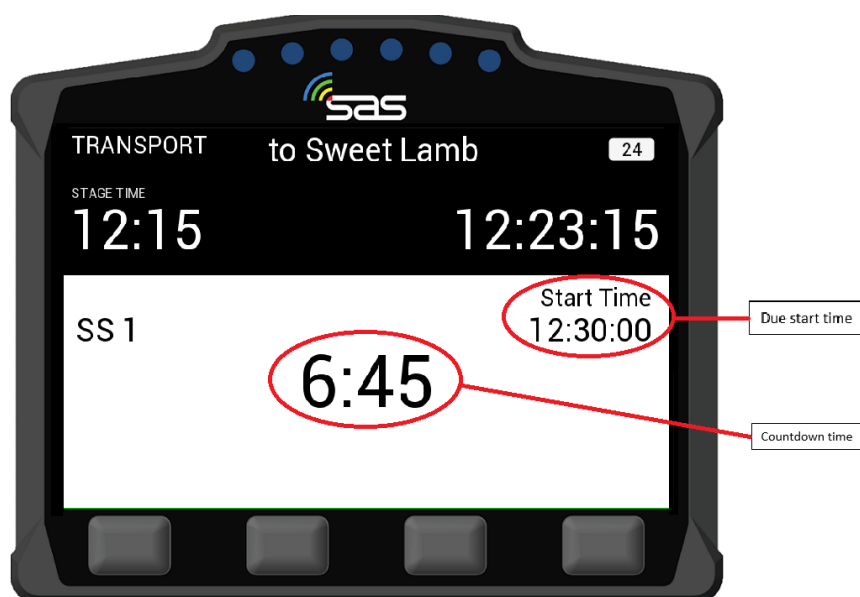 sas
TRANSPORT to Sweet Lamb 24
STAGE TIME
12:15 12:23:15
Start Time
SS 1 12:30:00
6:45
Due start time
Countdown time